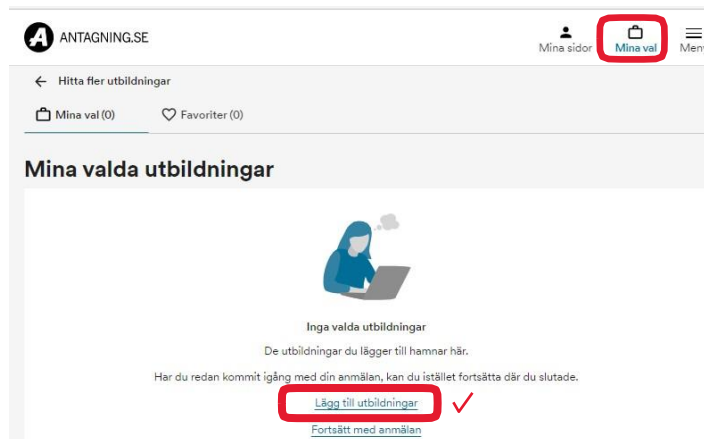 ANTAGNING.SE
Mina sidor
Mina val
← Hitta fler utbildningar
Mina val (0)
Favoriter (0)
Mina valda utbildningar
Inga valda utbildningar
De utbildningar du lägger till hamnar här.
Har du redan kommit igång med din anmälan, kan du istället fortsätta där du slutade.
Lägg till utbildningar
Fortsätt med anmälan